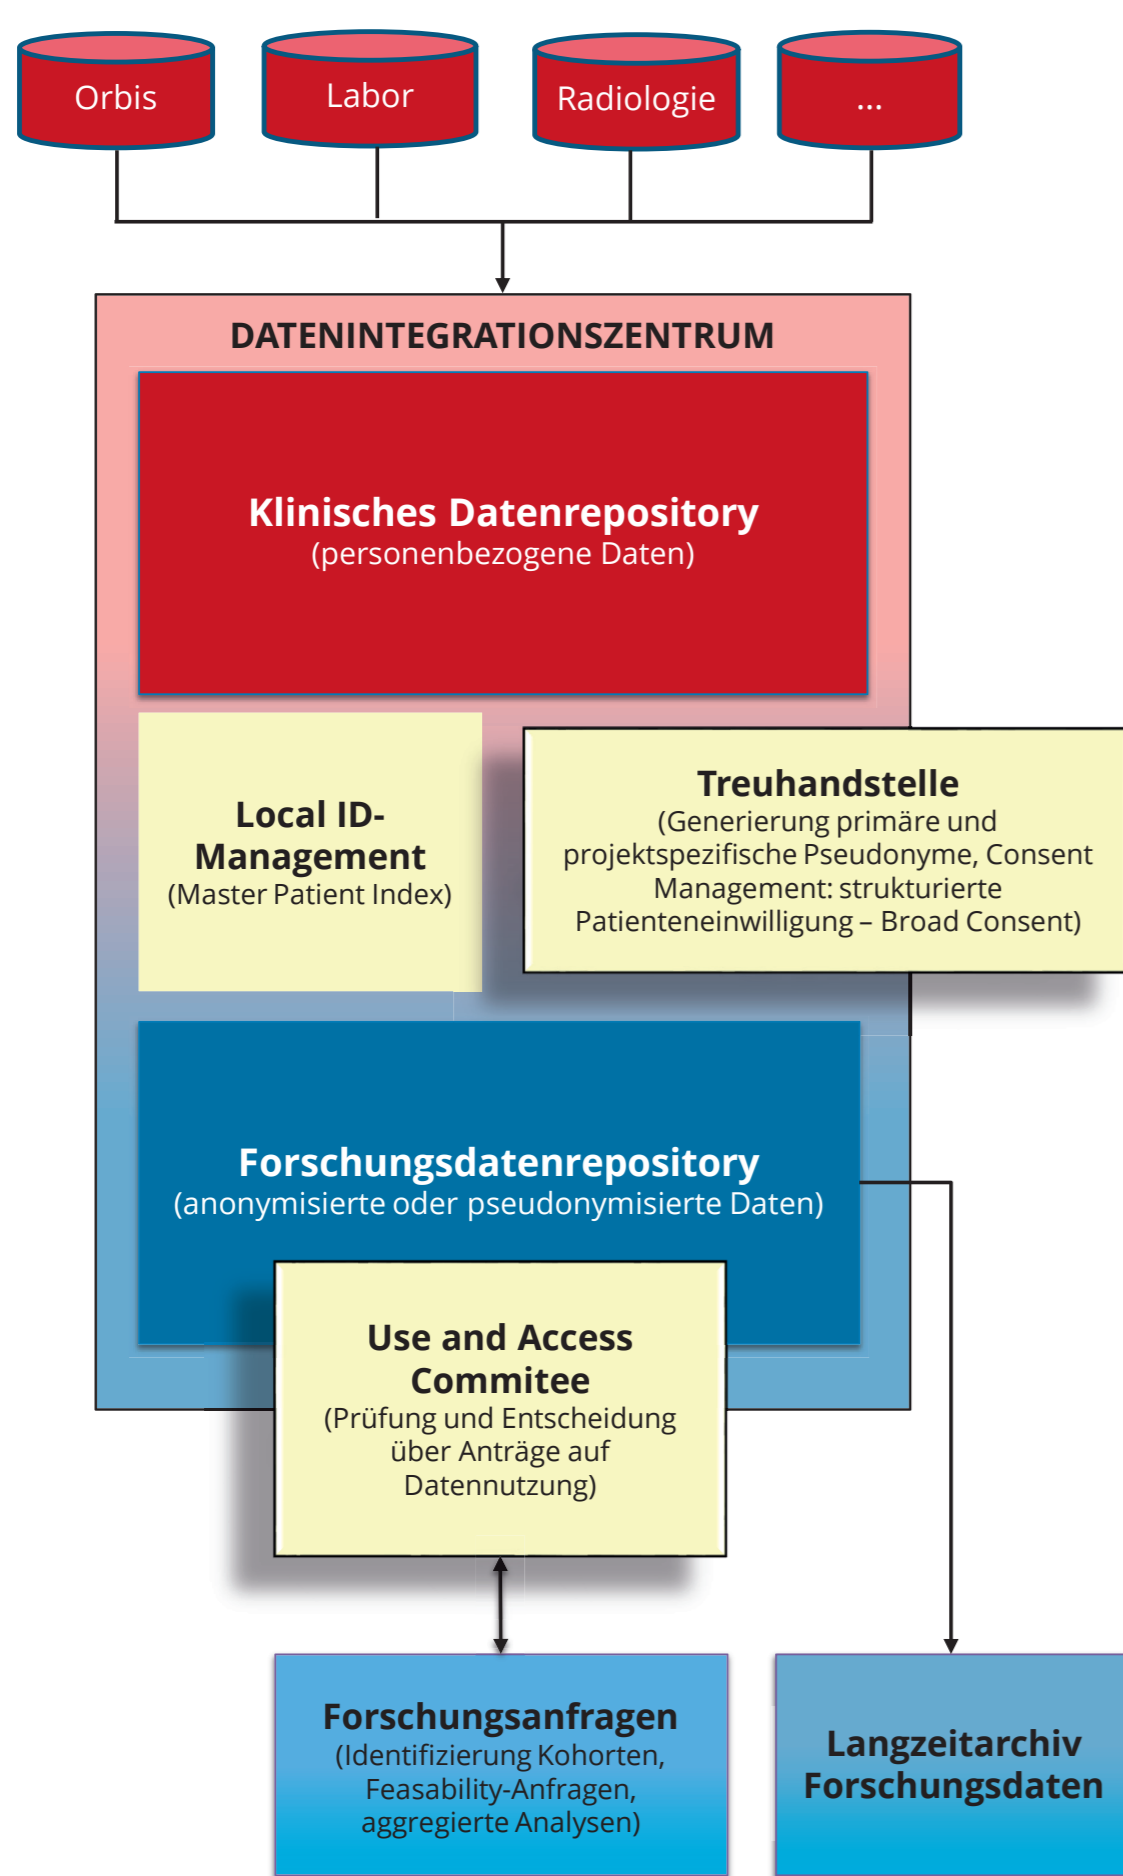 Orbis
Labor
Radiologie
...
DATENINTEGRATIONSZENTRUM
Klinisches Datenrepository
(personenbezogene Daten)
Local ID-
Management
(Master Patient Index)
Treuhandstelle
(Generierung primäre und
projektspezifische Pseudonyme, Consent
Management: strukturierte
Patienteneinwilligung – Broad Consent)
Forschungsdatenrepository
(anonymisierte oder pseudonymisierte Daten)
Use and Access
Commitee
(Prüfung und Entscheidung
über Anträge auf
Datennutzung)
Forschungsanfragen
(Identifizierung Kohorten,
Feasability-Anfragen,
aggregierte Analysen)
Langzeitarchiv
Forschungsdaten